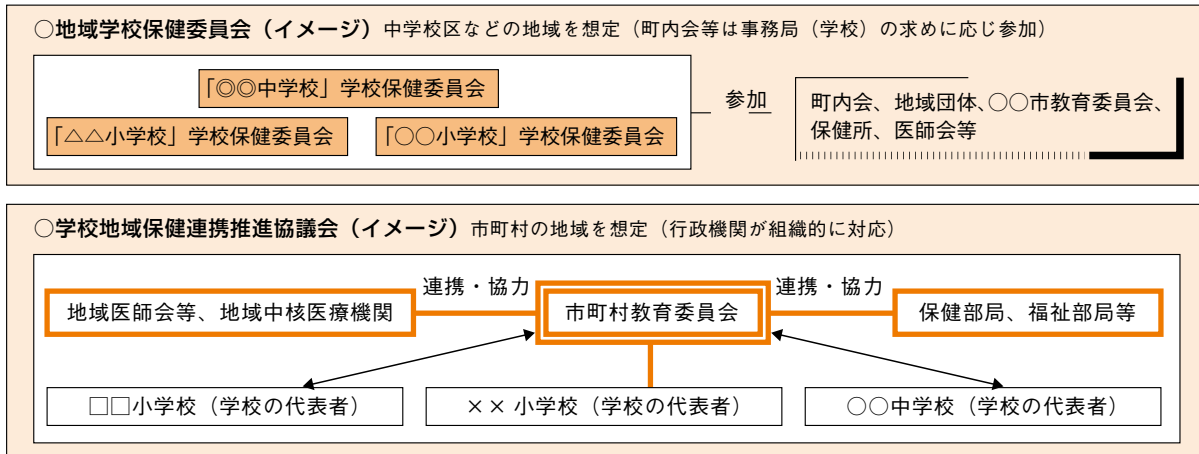 ○地域学校保健委員会（イメージ）中学校区などの地域を想定（町内会等は事務局（学校）の求めに応じ参加）
「◎◎中学校」学校保健委員会
「△△小学校」学校保健委員会
「○○小学校」学校保健委員会
参加
町内会、地域団体、○○市教育委員会、
保健所、医師会等
○学校地域保健連携推進協議会（イメージ）市町村の地域を想定（行政機関が組織的に対応）
連携・協力
連携・協力
地域医師会等、地域中核医療機関
市町村教育委員会
保健部局、福祉部局等
□□小学校（学校の代表者）
×× 小学校（学校の代表者）
○○中学校（学校の代表者）